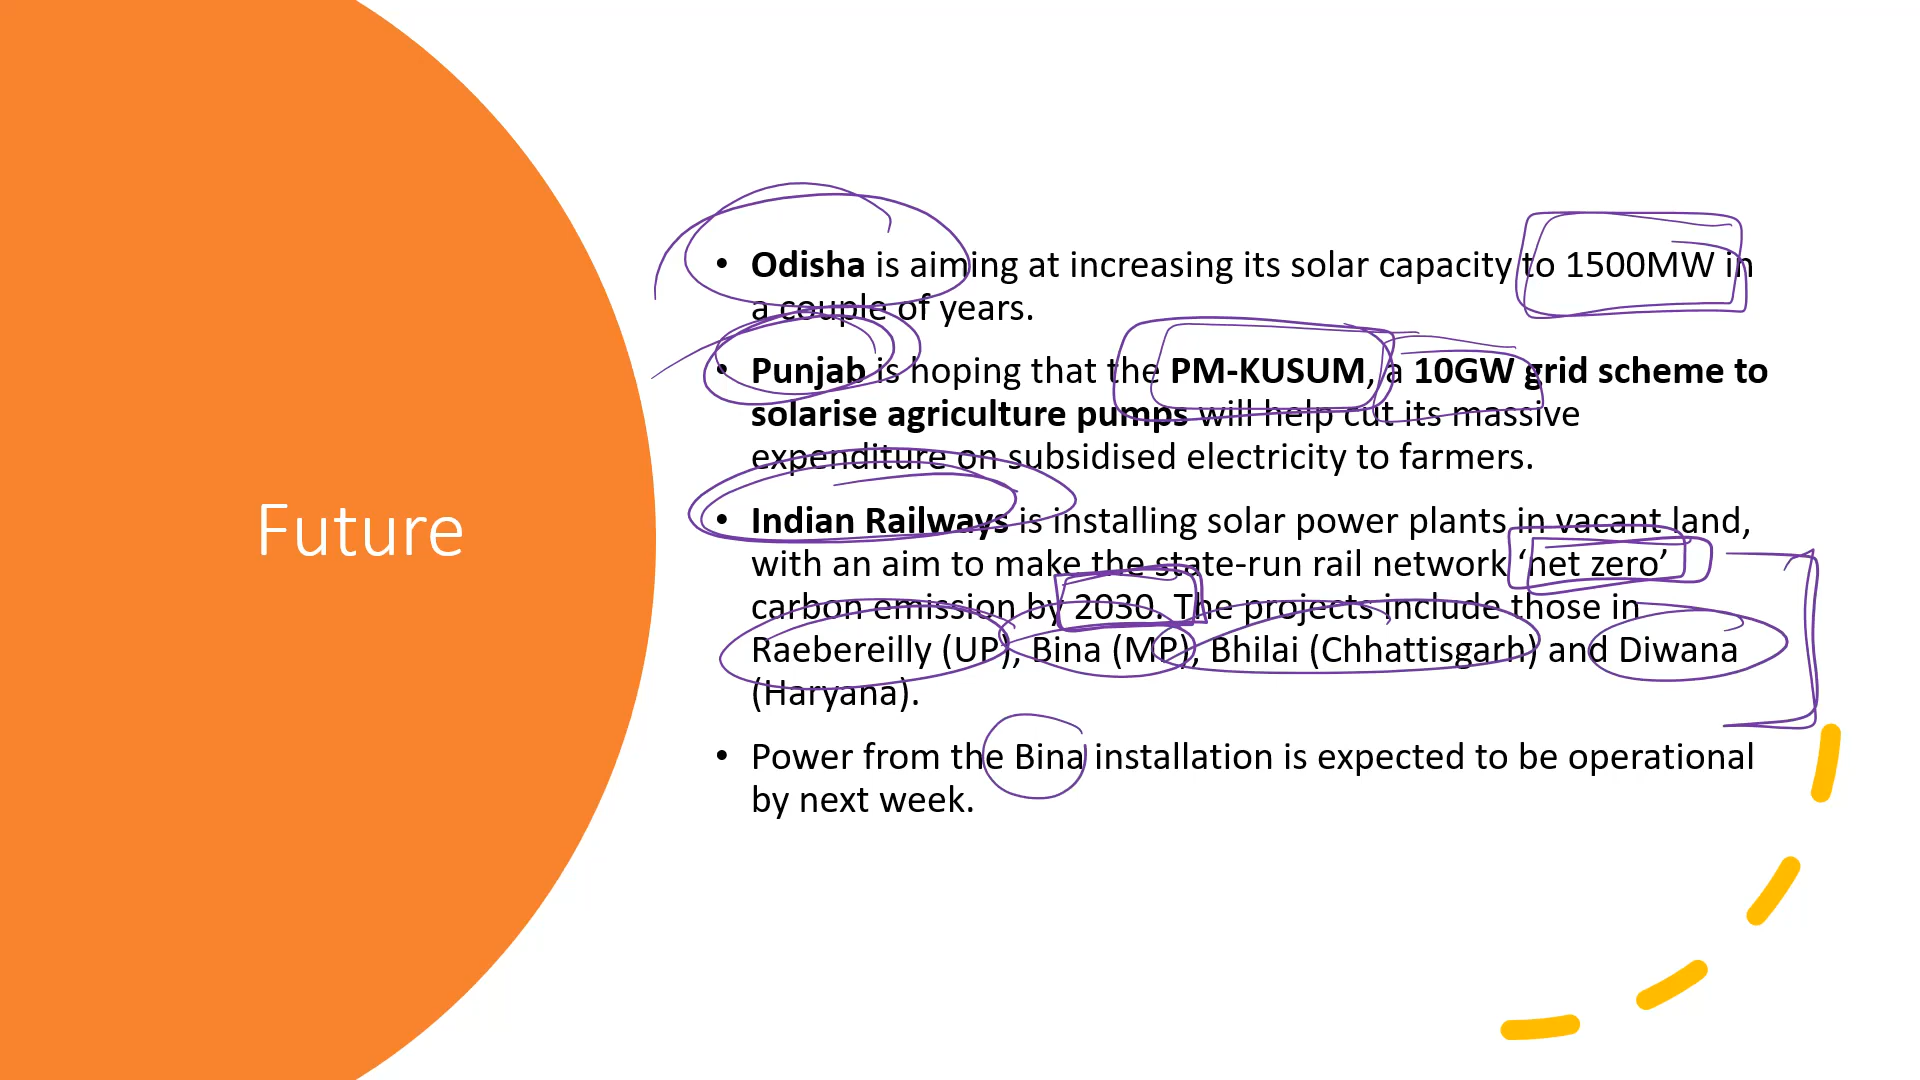 Future
• Odisha is aiming at increasing its solar capacity to 1500MW in
a couple of years.
• Punjab is hoping that the PM-KUSUM, a 10GW grid scheme to
solarise agriculture pumps will help cut its massive
expenditure on subsidised electricity to farmers.
• Indian Railways is installing solar power plants in vacant land,
with an aim to make the state-run rail network ‘net zero’
carbon emission by 2030. The projects include those in
Raebereilly (UP), Bina (MP), Bhilai (Chhattisgarh) and Diwana
(Haryana).
• Power from the Bina installation is expected to be operational
by next week.